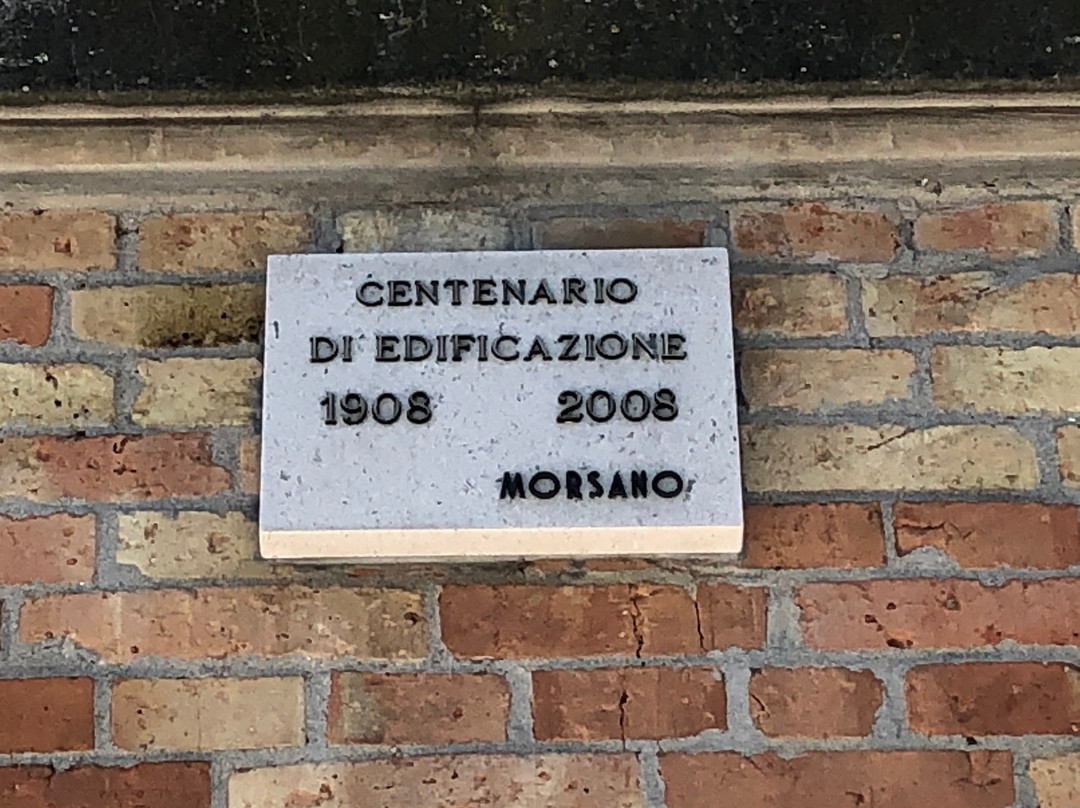 CENTENARIO
DI EDIFICAZIONE
1908 2008
MORSANO